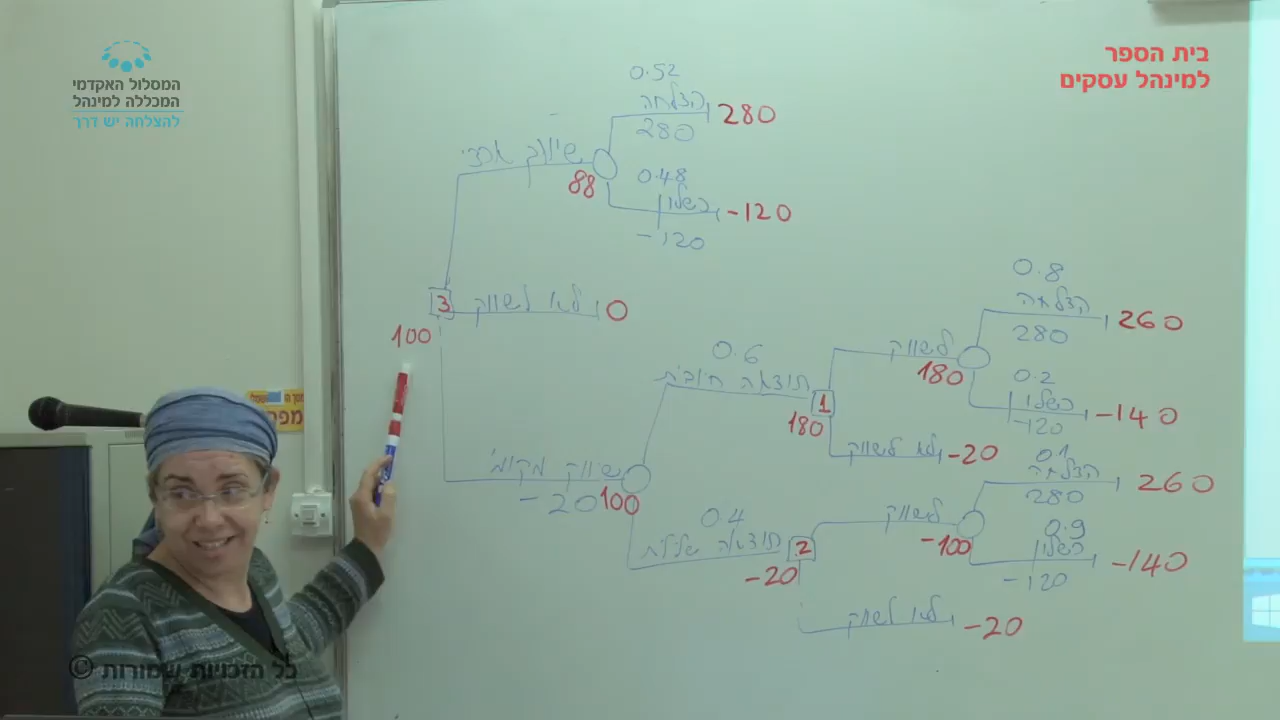 המסלול האקדמי
המכללה למינהל
להצלחה יש דרך
בית הספר
למינהל עסקים
0.52
הצלחה
280
280
שיווק ארצי
88
0.48
כשלון
-120
-120
3
לא לשווק
0
100
0.8
הצלחה
280
260
לשווק
180
0.2
כשלון
-120
-140
0.6
תוצאה חיובית
1
180
לא לשווק
-20
שיווק מקומי
-20
100
0.1
הצלחה
280
260
לשווק
-100
0.9
כשלון
-120
-140
0.4
תוצאה שלילית
2
-20
לא לשווק
-20
כל הזכויות שמורות ©